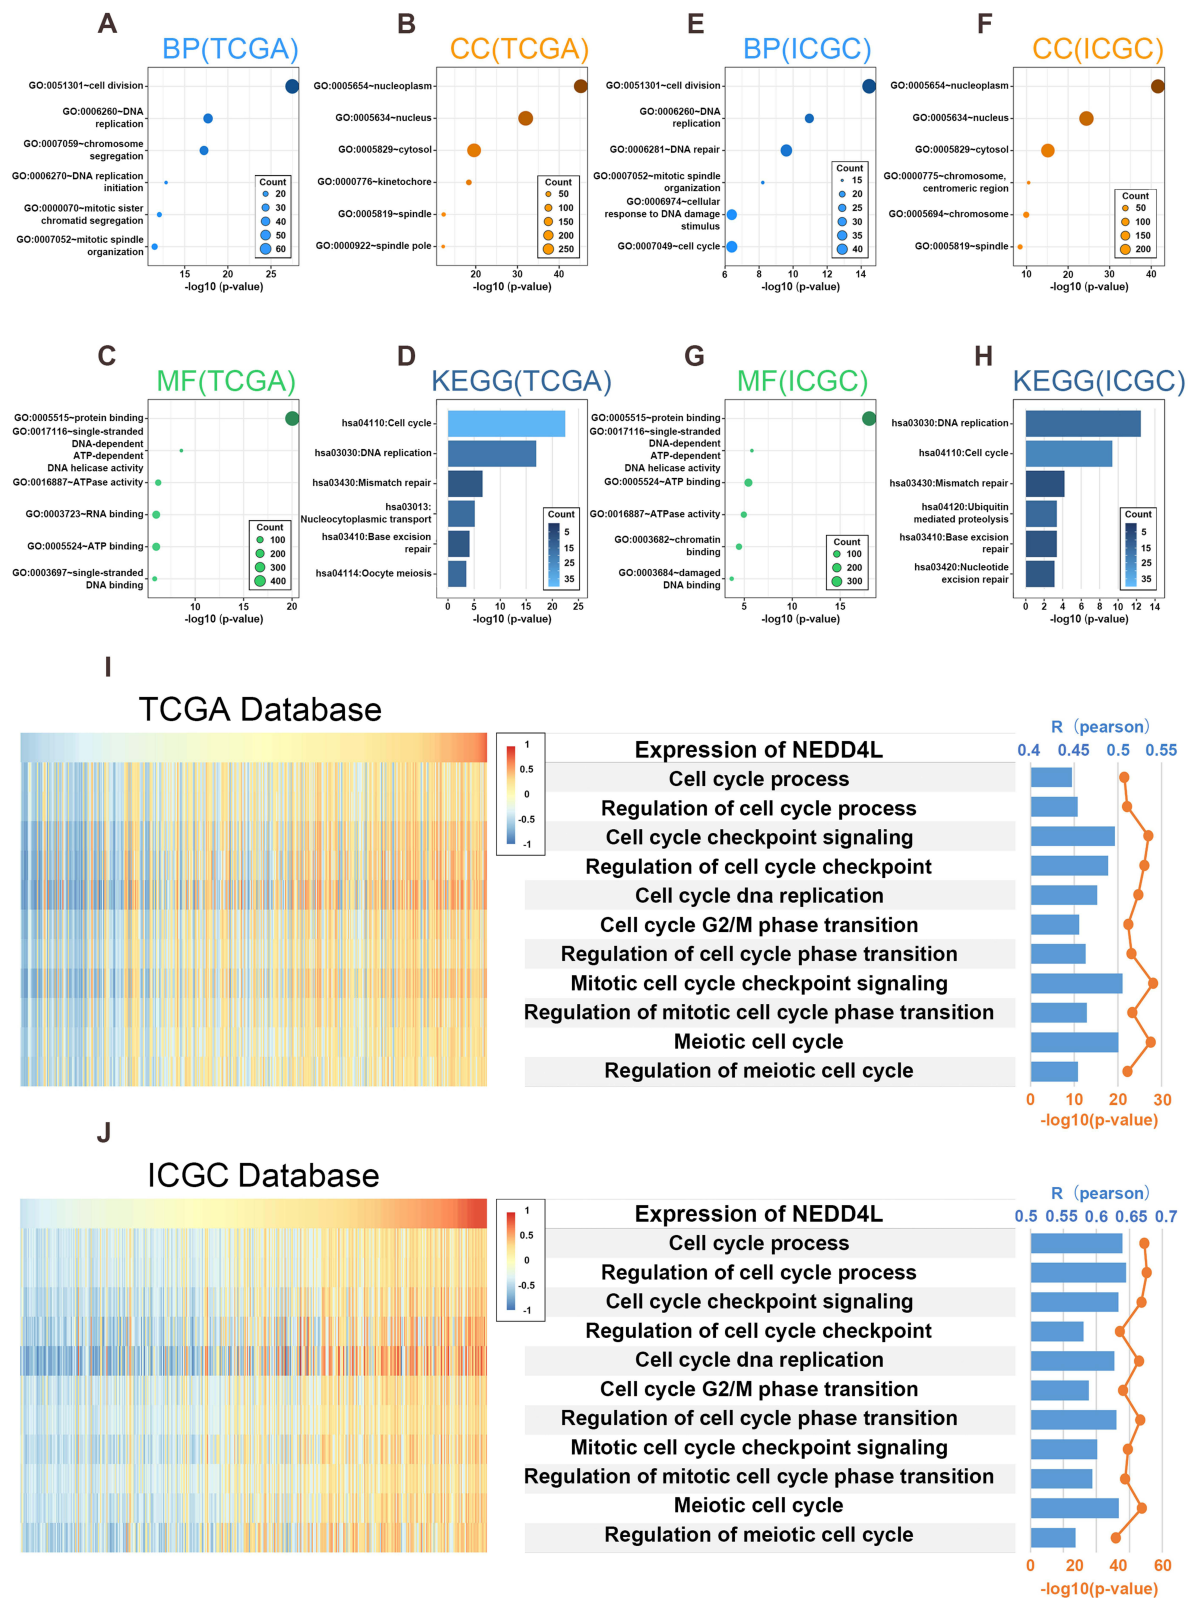 A
BP(TCGA)
GO:0051301~cell division
GO:0006260~DNA
replication
GO:0007059~chromosome
segregation
GO:0006270~DNA replication
initiation
GO:0000070~mitotic sister
chromatid segregation
GO:0007052~mitotic spindle
organization
Count
20
30
40
50
60
15 20 25
-log10 (p-value)
B
CC(TCGA)
GO:0005654~nucleoplasm
GO:0005634~nucleus
GO:0005829~cytosol
GO:0000776~kinetochore
GO:0005819~spindle
GO:0000922~spindle pole
Count
50
100
150
200
250
20 30 40
-log10 (p-value)
E
BP(ICGC)
GO:0051301~cell division
GO:0006260~DNA
replication
GO:0006281~DNA repair
GO:0007052~mitotic spindle
organization
GO:0006974~cellular
response to DNA damage
stimulus
GO:0007049~cell cycle
Count
15
20
25
30
35
40
6 8 10 12 14
-log10 (p-value)
F
CC(ICGC)
GO:0005654~nucleoplasm
GO:0005634~nucleus
GO:0005829~cytosol
GO:0000775~chromosome,
centromeric region
GO:0005694~chromosome
GO:0005819~spindle
Count
50
100
150
200
10 20 30 40
-log10 (p-value)
C
MF(TCGA)
GO:0005515~protein binding
GO:0017116~single-stranded
DNA-dependent
ATP-dependent
DNA helicase activity
GO:0016887~ATPase activity
GO:0003723~RNA binding
GO:0005524~ATP binding
GO:0003697~single-stranded
DNA binding
Count
100
200
300
400
10 15 20
-log10 (p-value)
D
KEGG(TCGA)
hsa04110:Cell cycle
hsa03030:DNA replication
hsa03430:Mismatch repair
hsa03013:
Nucleocytoplasmic transport
hsa03410:Base excision
repair
hsa04114:Oocyte meiosis
Count
5
15
25
35
0 5 10 15 20 25
-log10 (p-value)
G
MF(ICGC)
GO:0005515~protein binding
GO:0017116~single-stranded
DNA-dependent
ATP-dependent
DNA helicase activity
GO:0005524~ATP binding
GO:0016887~ATPase activity
GO:0003682~chromatin
binding
GO:0003684~damaged
DNA binding
Count
100
200
300
5 10 15
-log10 (p-value)
H
KEGG(ICGC)
hsa03030:DNA replication
hsa04110:Cell cycle
hsa03430:Mismatch repair
hsa04120:Ubiquitin
mediated proteolysis
hsa03410:Base excision
repair
hsa03420:Nucleotide
excision repair
Count
5
15
25
35
0 2 4 6 8 10 12 14
-log10 (p-value)
I
TCGA Database
1
0.5
0
-0.5
-1
R（pearson）
0.4 0.45 0.5 0.55
Expression of NEDD4L
Cell cycle process
Regulation of cell cycle process
Cell cycle checkpoint signaling
Regulation of cell cycle checkpoint
Cell cycle dna replication
Cell cycle G2/M phase transition
Regulation of cell cycle phase transition
Mitotic cell cycle checkpoint signaling
Regulation of mitotic cell cycle phase transition
Meiotic cell cycle
Regulation of meiotic cell cycle
0 10 20 30
-log10(p-value)
J
ICGC Database
1
0.5
0
-0.5
-1
R（pearson）
0.5 0.55 0.6 0.65 0.7
Expression of NEDD4L
Cell cycle process
Regulation of cell cycle process
Cell cycle checkpoint signaling
Regulation of cell cycle checkpoint
Cell cycle dna replication
Cell cycle G2/M phase transition
Regulation of cell cycle phase transition
Mitotic cell cycle checkpoint signaling
Regulation of mitotic cell cycle phase transition
Meiotic cell cycle
Regulation of meiotic cell cycle
0 20 40 60
-log10(p-value)